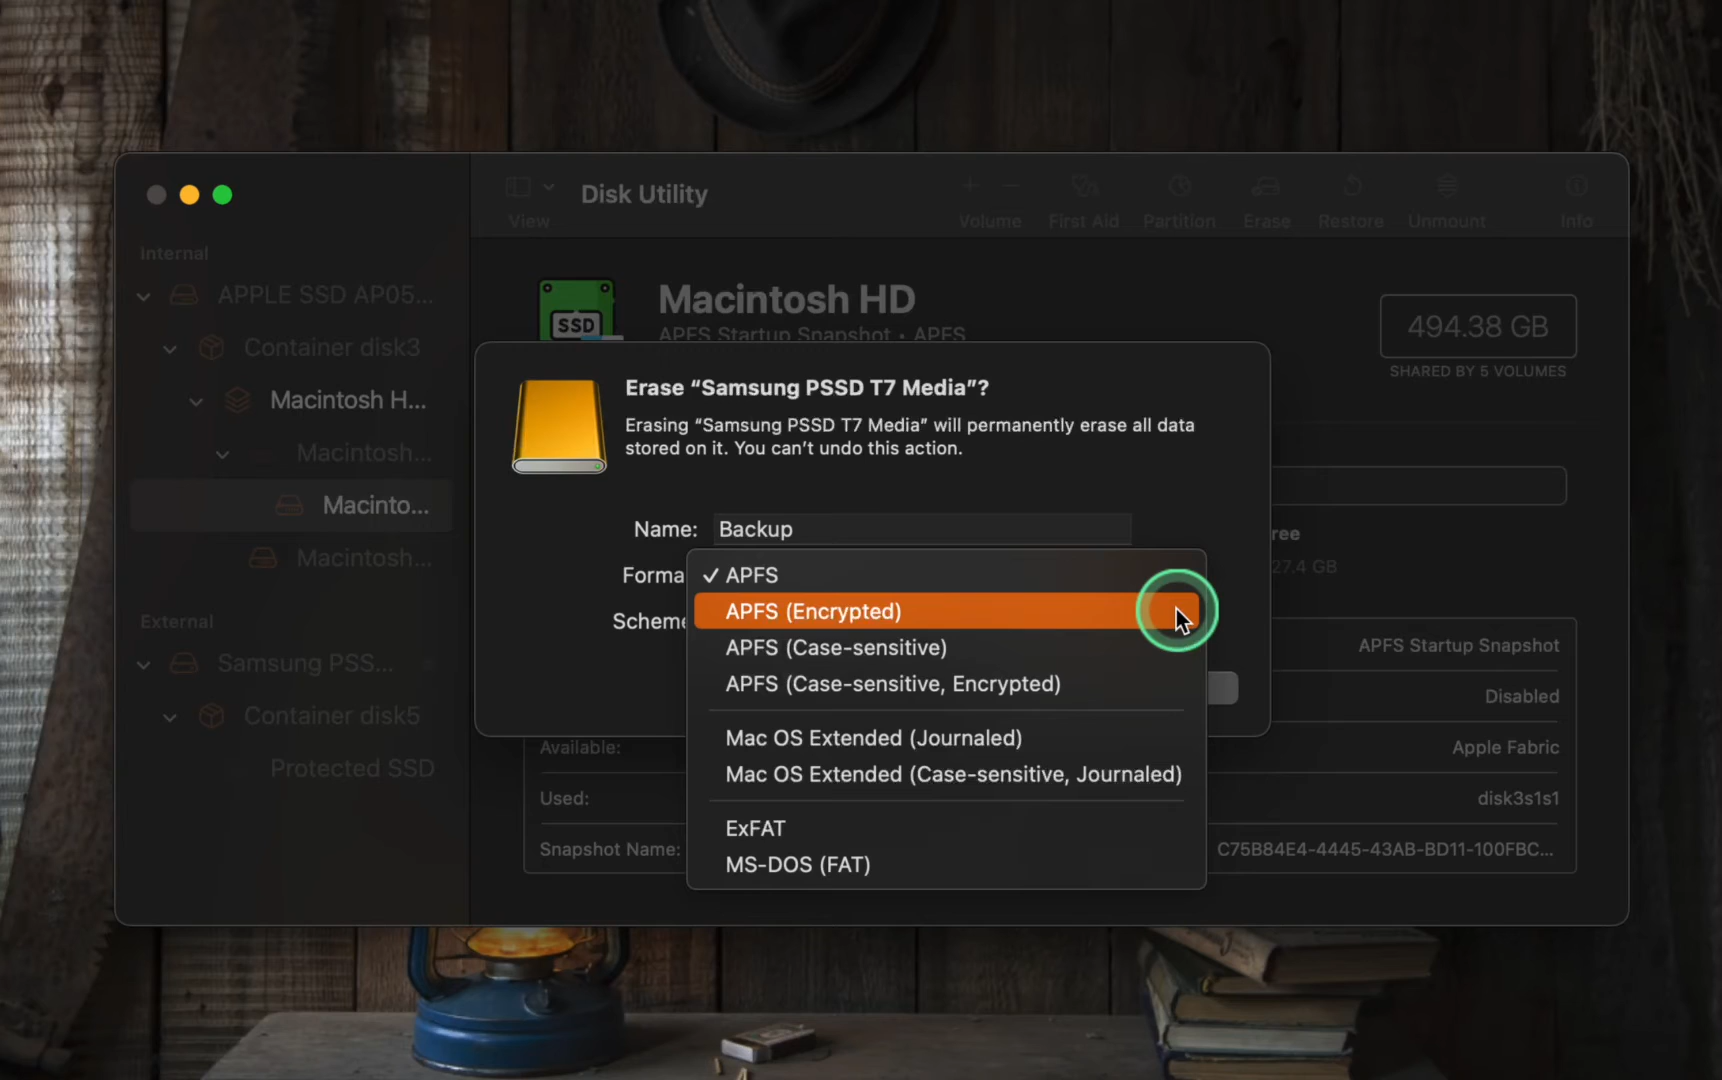 Disk Utility
View
Volume
First Aid
Partition
Erase
Restore
Unmount
Info
Internal
APPLE SSD AP05...
Container disk3
Macintosh H...
Macintosh...
Macinto...
Macintosh...
External
Samsung PSS...
Container disk5
Protected SSD
SSD
Macintosh HD
APFS Startup Snapshot • APFS
494.38 GB
SHARED BY 5 VOLUMES
Erase “Samsung PSSD T7 Media”?
Erasing “Samsung PSSD T7 Media” will permanently erase all data
stored on it. You can’t undo this action.
Name: Backup
Forma
Scheme
✓ APFS
APFS (Encrypted)
APFS (Case-sensitive)
APFS (Case-sensitive, Encrypted)
Mac OS Extended (Journaled)
Mac OS Extended (Case-sensitive, Journaled)
ExFAT
MS-DOS (FAT)
ree
27.4 GB
APFS Startup Snapshot
Disabled
Available:
Apple Fabric
Used:
disk3s1s1
Snapshot Name:
C75B84E4-4445-43AB-BD11-100FBC...